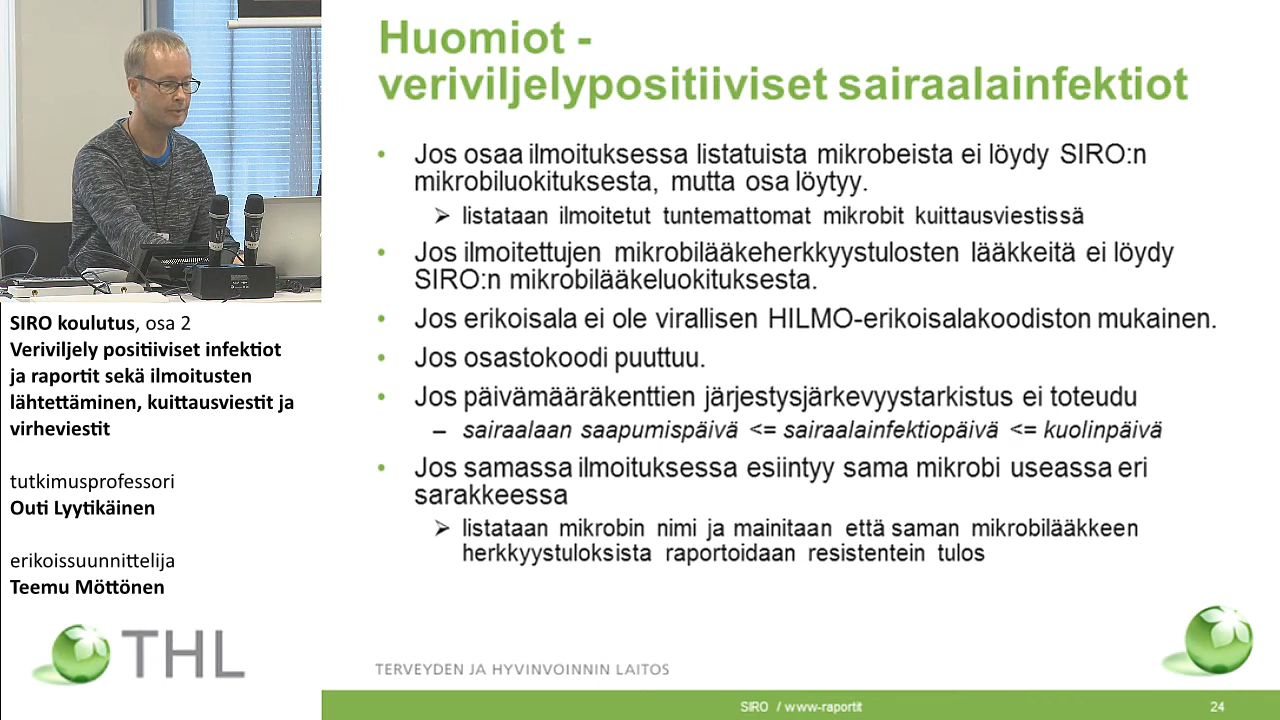 Huomiot -
veriviljelypositiiviset sairaalainfektiot
• Jos osaa ilmoituksessa listatuista mikrobeista ei löydy SIRO:n
mikrobiluokituksesta, mutta osa löytyy.
➢ listataan ilmoitetut tuntemattomat mikrobit kuittausviestissä
• Jos ilmoitettujen mikrobilääkeherkkyystulosten lääkkeitä ei löydy
SIRO:n mikrobilääkeluokituksesta.
• Jos erikoisala ei ole virallisen HILMO-erikoisalakoodiston mukainen.
• Jos osastokoodi puuttuu.
• Jos päivämääräkenttien järjestysjärkevyystarkistus ei toteudu
– sairaalaan saapumispäivä <= sairaalainfektiopäivä <= kuolinpäivä
• Jos samassa ilmoituksessa esiintyy sama mikrobi useassa eri
sarakkeessa
➢ listataan mikrobin nimi ja mainitaan että saman mikrobilääkkeen
herkkyystuloksista raportoidaan resistentein tulos
SIRO koulutus, osa 2
Veriviljely positiiviset infektiot
ja raportit sekä ilmoitusten
lähtettäminen, kuittausviestit ja
virheviestit
tutkimusprofessori
Outi Lyytikäinen
erikoissuunnittelija
Teemu Möttönen
THL
TERVEYDEN JA HYVINVOINNIN LAITOS
SIRO / www-raportit
24